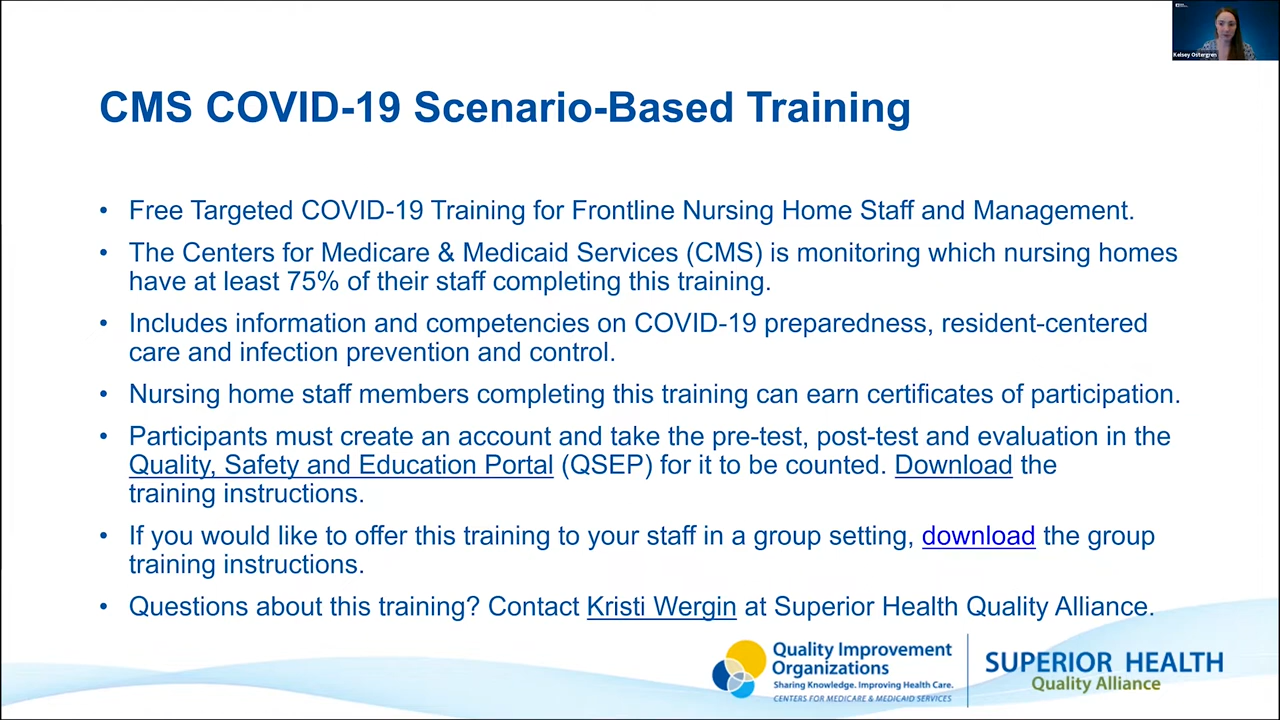 Kelsey Ostergren
CMS COVID-19 Scenario-Based Training
• Free Targeted COVID-19 Training for Frontline Nursing Home Staff and Management.
• The Centers for Medicare & Medicaid Services (CMS) is monitoring which nursing homes
have at least 75% of their staff completing this training.
• Includes information and competencies on COVID-19 preparedness, resident-centered
care and infection prevention and control.
• Nursing home staff members completing this training can earn certificates of participation.
• Participants must create an account and take the pre-test, post-test and evaluation in the
Quality, Safety and Education Portal (QSEP) for it to be counted. Download the
training instructions.
• If you would like to offer this training to your staff in a group setting, download the group
training instructions.
• Questions about this training? Contact Kristi Wergin at Superior Health Quality Alliance.
Quality Improvement
Organizations
Sharing Knowledge. Improving Health Care.
CENTERS FOR MEDICARE & MEDICAID SERVICES
SUPERIOR HEALTH
Quality Alliance